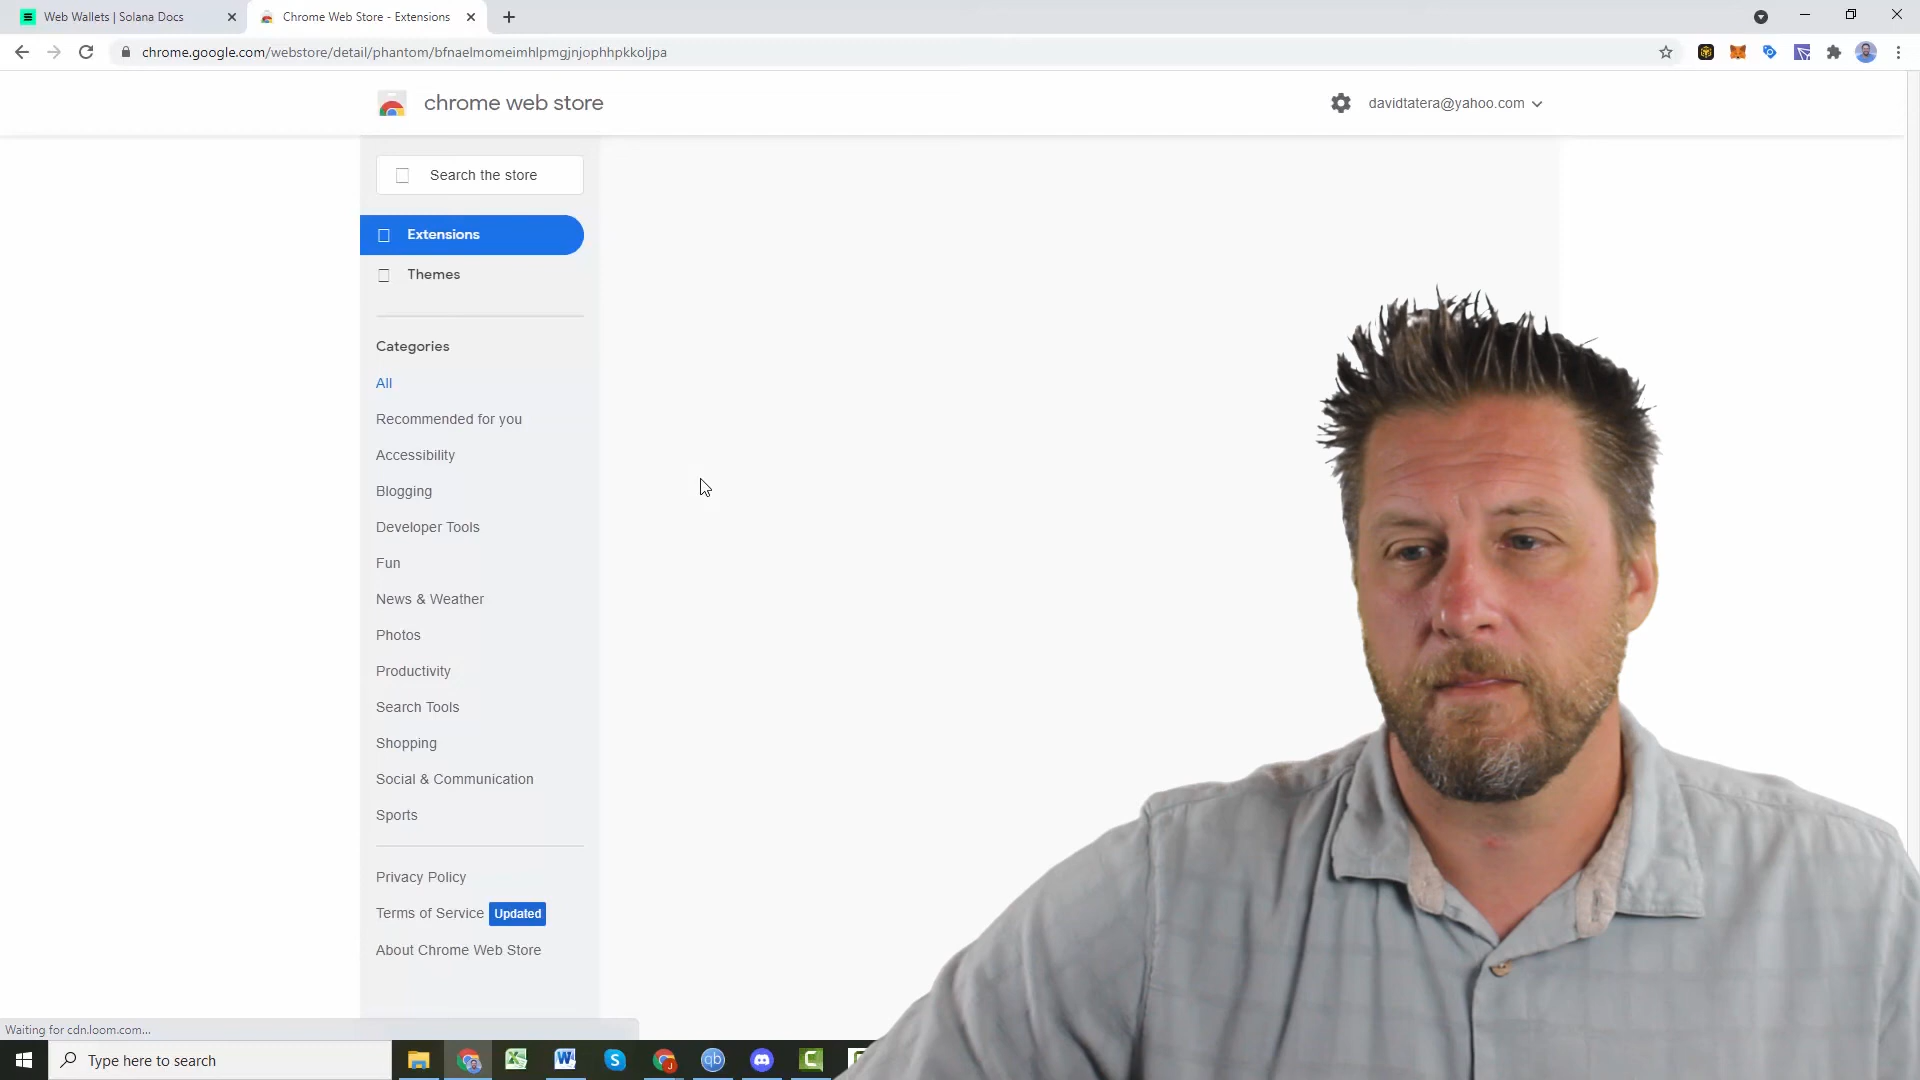 Web Wallets | Solana Docs
Chrome Web Store - Extensions
chrome.google.com/webstore/detail/phantom/bfnaelmomeimhlpmgjnjophhpkkoljpa
chrome web store
davidtatera@yahoo.com
Search the store
Extensions
Themes
Categories
All
Recommended for you
Accessibility
Blogging
Developer Tools
Fun
News & Weather
Photos
Productivity
Search Tools
Shopping
Social & Communication
Sports
Privacy Policy
Terms of Service Updated
About Chrome Web Store
Waiting for cdn.loom.com...
Type here to search